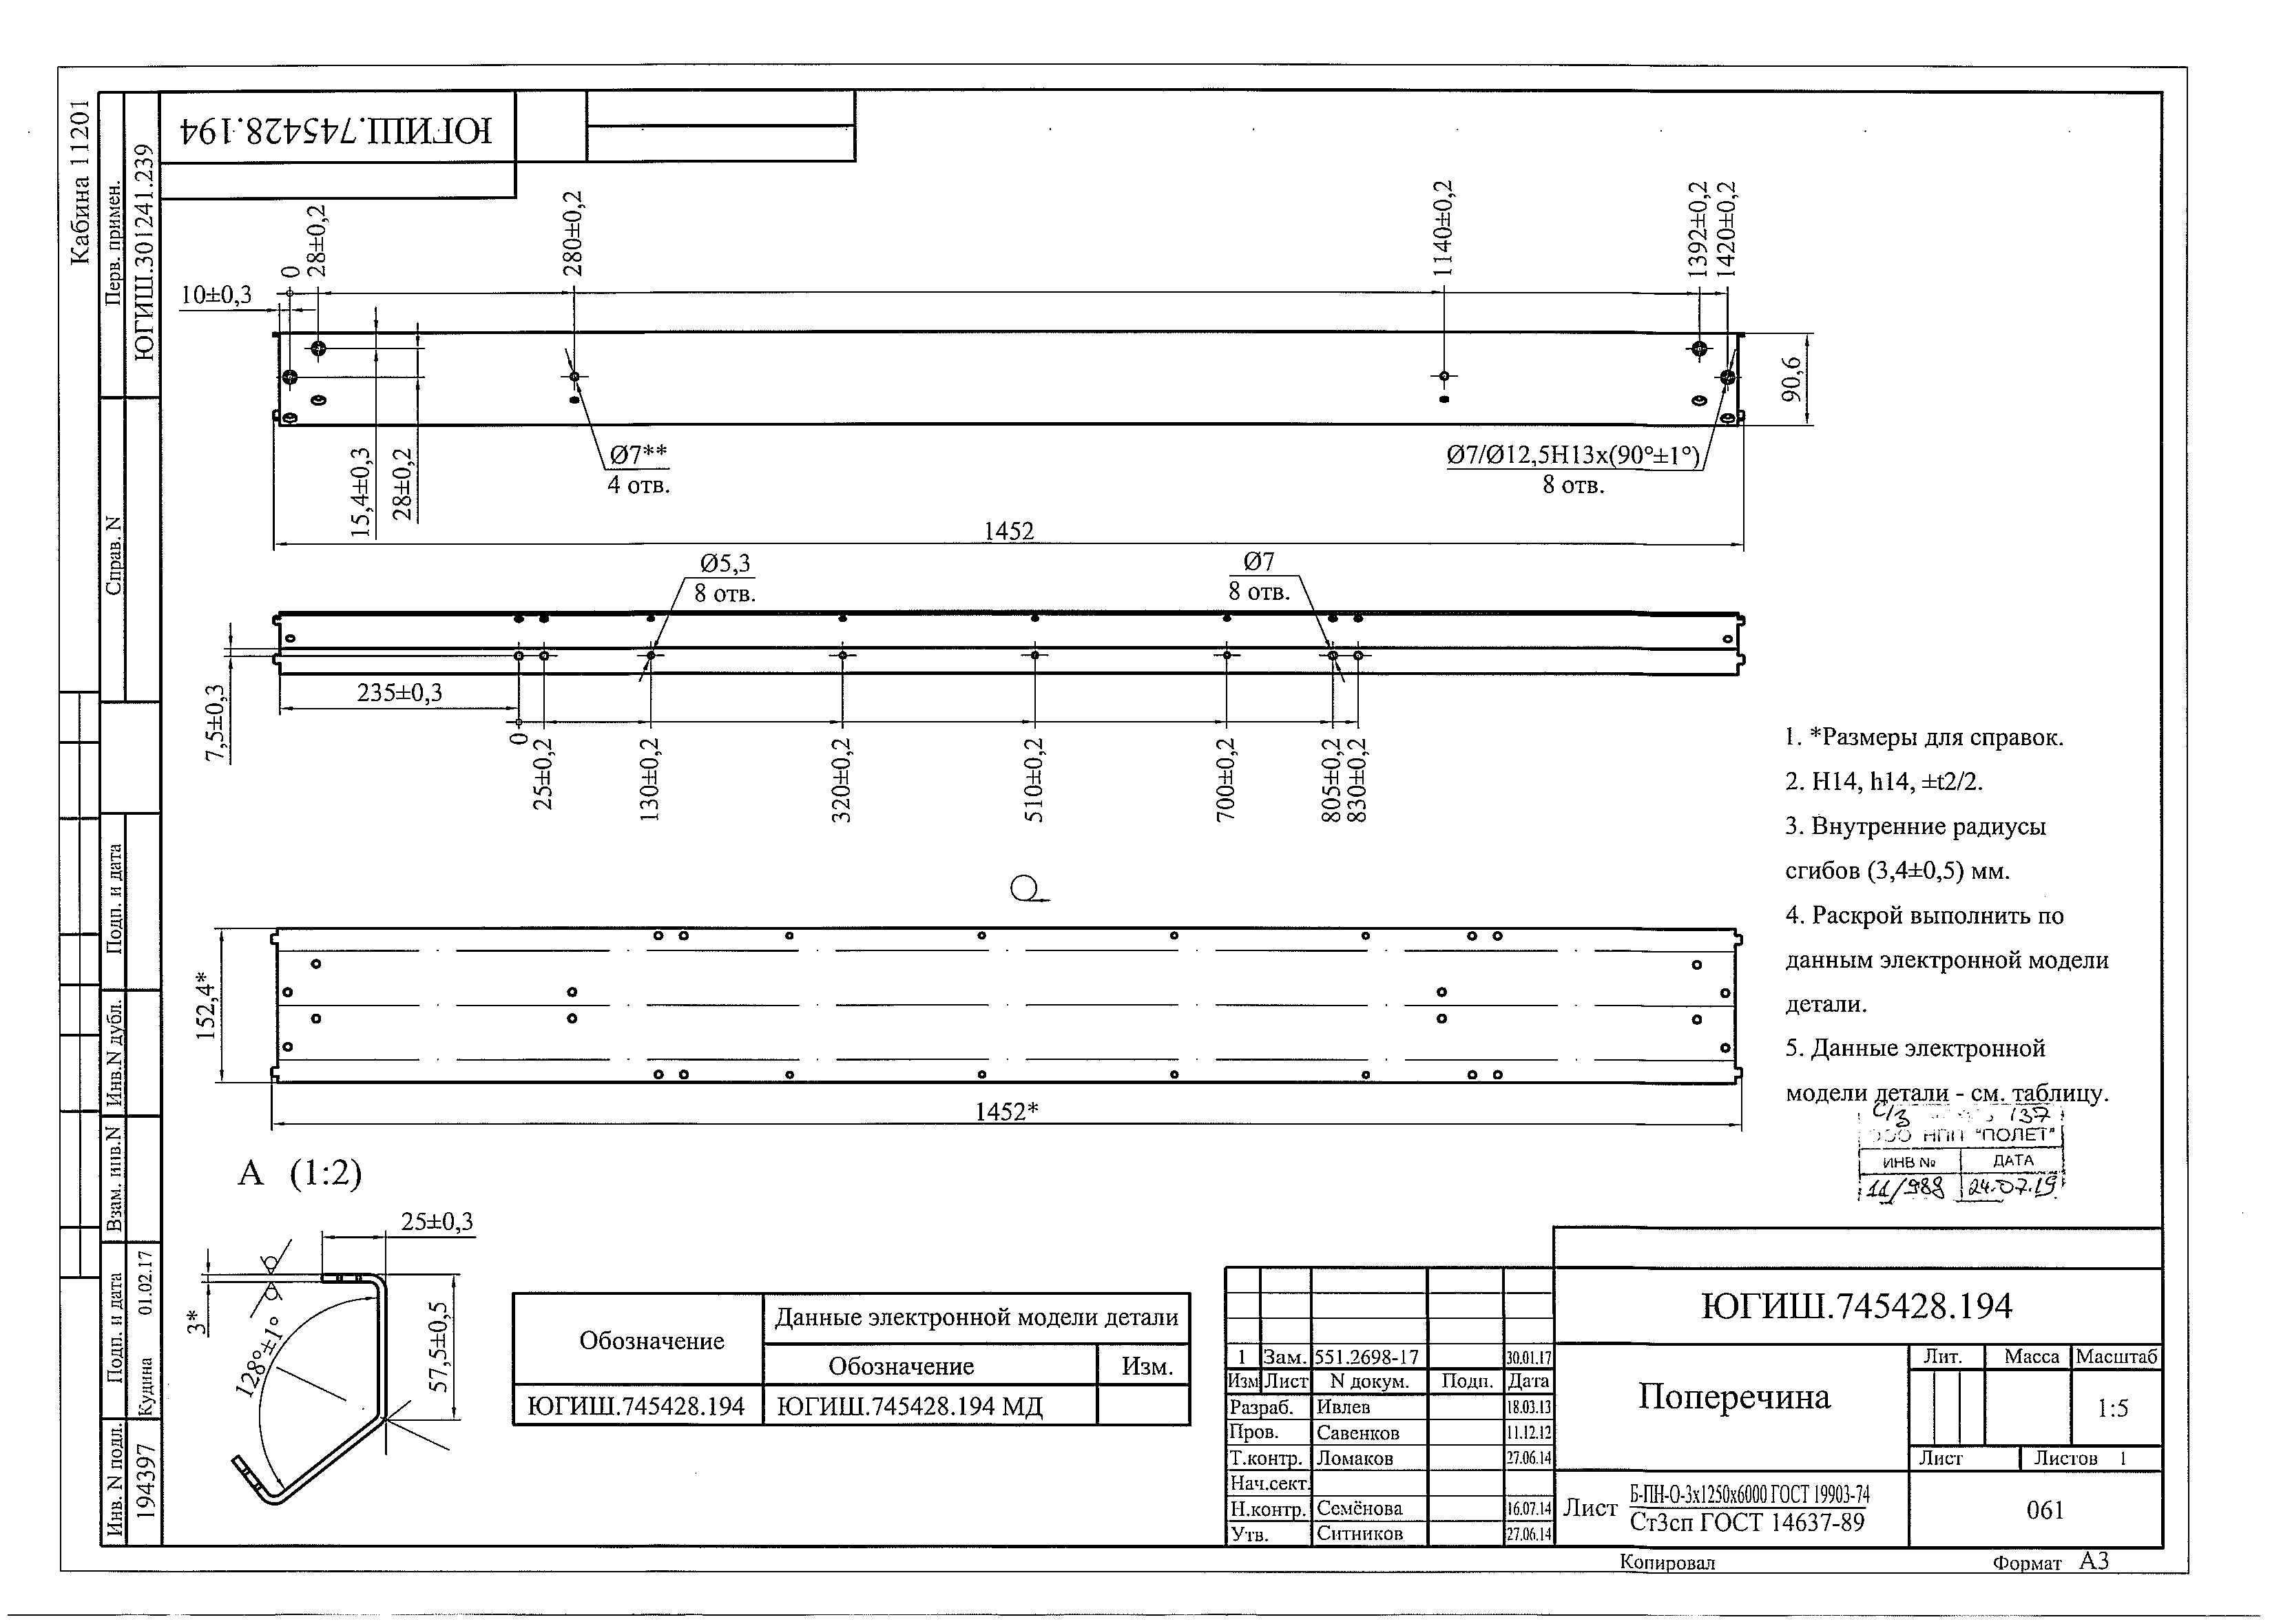 Кабина 11201
Перв. примен.
ЮГИШ.301241.239
Справ. N
Подп. и дата
Инв.N дубл.
Взам. инв.N
Подп. и дата
Кудина 01.02.17
Инв. N подл.
194397
ЮГИШ.745428.194
10±0,3
0
28±0,2
280±0,2
1140±0,2
1392±0,2
1420±0,2
90,6
15,4±0,3
28±0,2
Ø7**
4 отв.
Ø7/Ø12,5H13x(90°±1°)
8 отв.
1452
Ø5,3
8 отв.
Ø7
8 отв.
7,5±0,3
235±0,3
0
25±0,2
130±0,2
320±0,2
510±0,2
700±0,2
805±0,2
830±0,2
152,4*
1452*
1. *Размеры для справок.
2. H14, h14, ±t2/2.
3. Внутренние радиусы
сгибов (3,4±0,5) мм.
4. Раскрой выполнить по
данным электронной модели
детали.
5. Данные электронной
модели детали - см. таблицу.
С/З 137
ООО НПП "ПОЛЕТ"
ИНВ № ДАТА
11/988 24.07.19
А (1:2)
25±0,3
3*
128°±1°
57,5±0,5
Обозначение
Данные электронной модели детали
Обозначение Изм.
ЮГИШ.745428.194 ЮГИШ.745428.194 МД
1 Зам. 551.2698-17 30.01.17
Изм Лист N докум. Подп. Дата
Разраб. Ивлев 18.03.13
Пров. Савенков 11.12.12
Т.контр. Ломаков 27.06.14
Нач.сект.
Н.контр. Семёнова 16.07.14
Утв. Ситников 27.06.14
ЮГИШ.745428.194
Поперечина
Лит. Масса Масштаб
1:5
Лист Листов 1
Лист Б-ПН-О-3х1250х6000 ГОСТ 19903-74
Ст3сп ГОСТ 14637-89
061
Копировал Формат А3